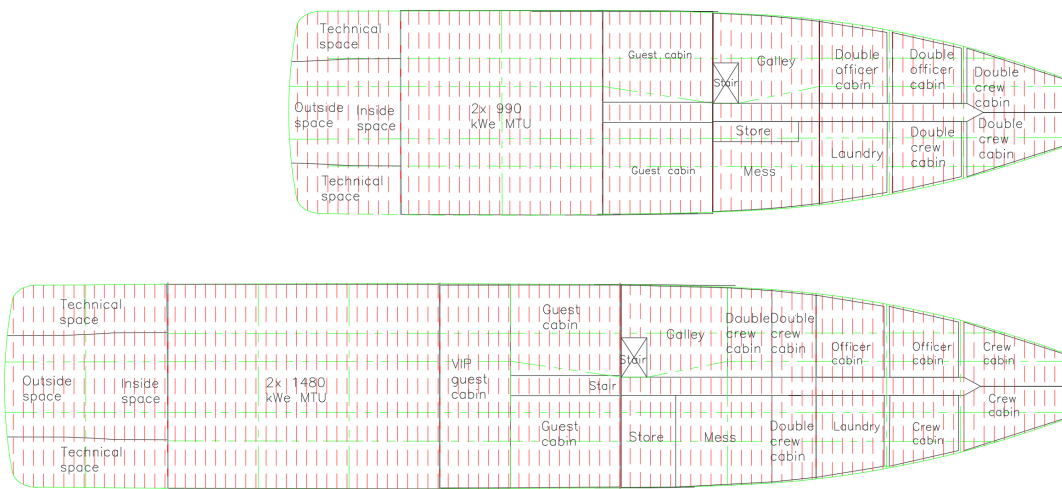 Technical
space
Guest cabin
Galley
Double
officer
cabin
Double
officer
cabin
Double
crew
cabin
Stair
Outside
space
Inside
space
2x 990
kWe MTU
Store
Double
crew
cabin
Double
crew
cabin
Laundry
Technical
space
Guest cabin
Mess
Technical
space
Guest
cabin
Double
crew
cabin
Double
crew
cabin
Galley
Officer
cabin
Officer
cabin
Crew
cabin
Stair
VIP
guest
cabin
Outside
space
Inside
space
2x 1480
kWe MTU
Stair
Crew
cabin
Technical
space
Guest
cabin
Store
Mess
Double
crew
cabin
Laundry
Crew
cabin